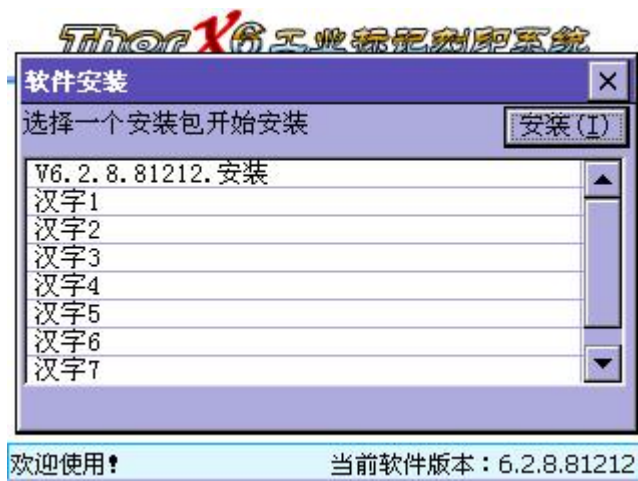 ThorX6工业标记刻印系统
软件安装
选择一个安装包开始安装
安装(I)
V6.2.8.81212.安装
汉字1
汉字2
汉字3
汉字4
汉字5
汉字6
汉字7
欢迎使用！ 当前软件版本：6.2.8.81212